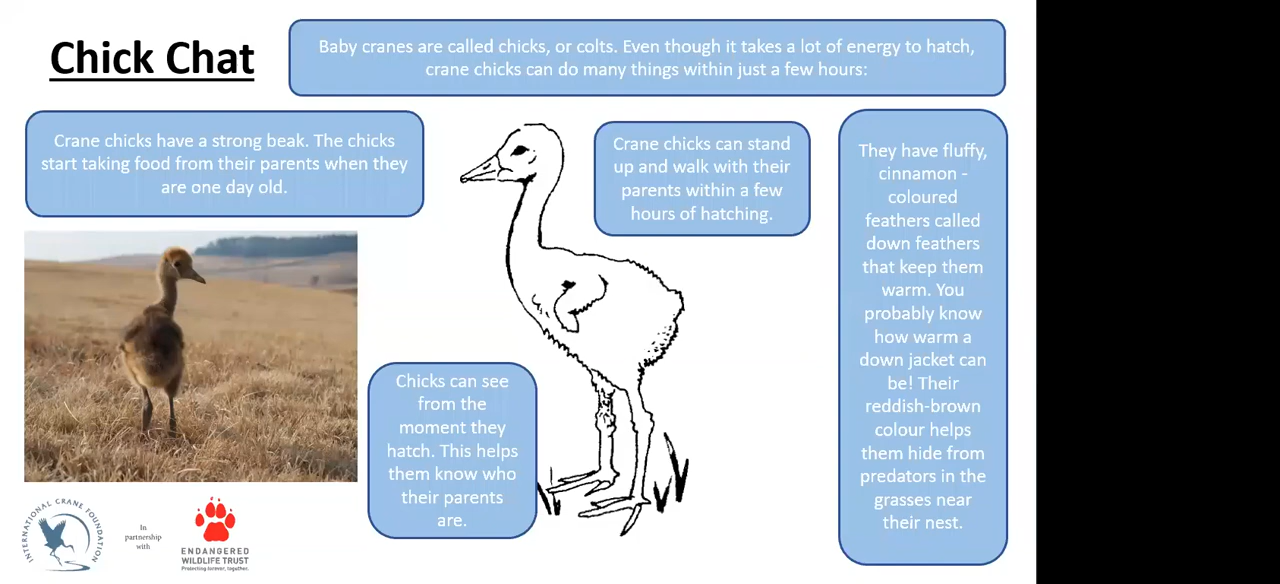 Chick Chat
Baby cranes are called chicks, or colts. Even though it takes a lot of energy to hatch,
crane chicks can do many things within just a few hours:
Crane chicks have a strong beak. The chicks
start taking food from their parents when they
are one day old.
Crane chicks can stand
up and walk with their
parents within a few
hours of hatching.
They have fluffy,
cinnamon -
coloured
feathers called
down feathers
that keep them
warm. You
probably know
how warm a
down jacket can
be! Their
reddish-brown
colour helps
them hide from
predators in the
grasses near
their nest.
Chicks can see
from the
moment they
hatch. This helps
them know who
their parents
are.
INTERNATIONAL CRANE FOUNDATION
In
partnership
with
ENDANGERED
WILDLIFE TRUST
Protecting forever, together.